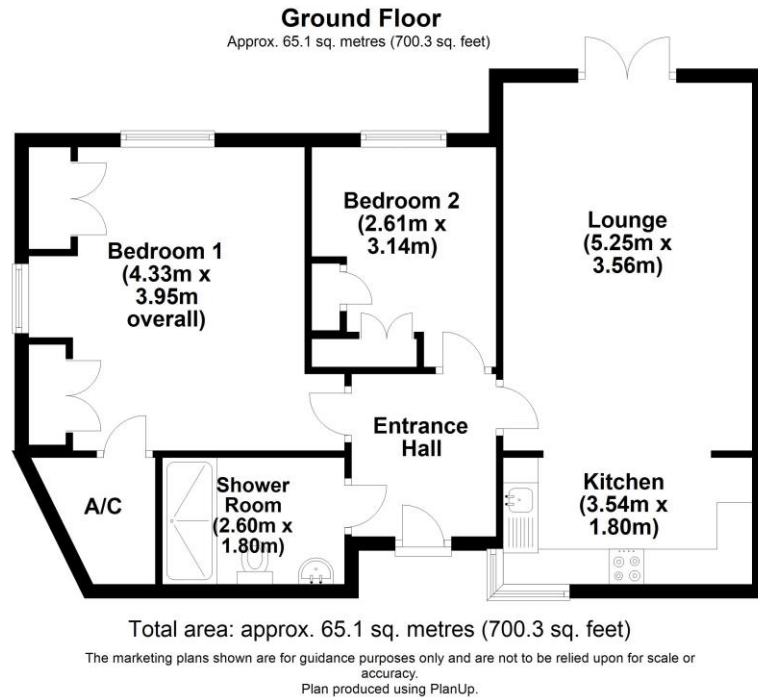 Ground Floor
Approx. 65.1 sq. metres (700.3 sq. feet)
Bedroom 2
(2.61m x
3.14m)
Lounge
(5.25m x
3.56m)
Bedroom 1
(4.33m x
3.95m
overall)
Entrance
Hall
Kitchen
(3.54m x
1.80m)
Shower
Room
(2.60m x
1.80m)
A/C
Total area: approx. 65.1 sq. metres (700.3 sq. feet)
The marketing plans shown are for guidance purposes only and are not to be relied upon for scale or
accuracy.
Plan produced using PlanUp.